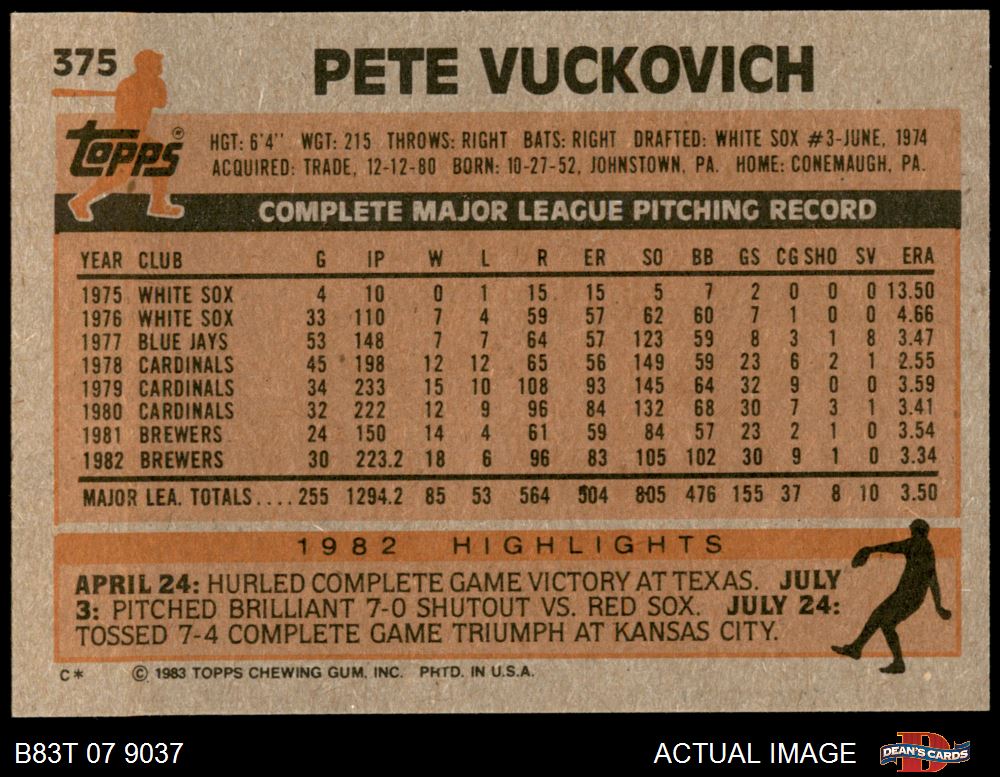 375
PETE VUCKOVICH
topps®
HGT: 6'4" WGT: 215 THROWS: RIGHT BATS: RIGHT DRAFTED: WHITE SOX #3-JUNE, 1974
ACQUIRED: TRADE, 12-12-80 BORN: 10-27-52, JOHNSTOWN, PA. HOME: CONEMAUGH, PA.
COMPLETE MAJOR LEAGUE PITCHING RECORD
YEAR CLUB G IP W L R ER SO BB GS CG SHO SV ERA
1975 WHITE SOX 4 10 0 1 15 15 5 7 2 0 0 0 13.50
1976 WHITE SOX 33 110 7 4 59 57 62 60 7 1 0 0 4.66
1977 BLUE JAYS 53 148 7 7 64 57 123 59 8 3 1 8 3.47
1978 CARDINALS 45 198 12 12 65 56 149 59 23 6 2 1 2.55
1979 CARDINALS 34 233 15 10 108 93 145 64 32 9 0 0 3.59
1980 CARDINALS 32 222 12 9 96 84 132 68 30 7 3 1 3.41
1981 BREWERS 24 150 14 4 61 59 84 57 23 2 1 0 3.54
1982 BREWERS 30 223.2 18 6 96 83 105 102 30 9 1 0 3.34
MAJOR LEA. TOTALS.... 255 1294.2 85 53 564 504 805 476 155 37 8 10 3.50
1982 HIGHLIGHTS
APRIL 24: HURLED COMPLETE GAME VICTORY AT TEXAS. JULY
3: PITCHED BRILLIANT 7-0 SHUTOUT VS. RED SOX. JULY 24:
TOSSED 7-4 COMPLETE GAME TRIUMPH AT KANSAS CITY.
C* © 1983 TOPPS CHEWING GUM, INC. PRTD. IN U.S.A.
B83T 07 9037
ACTUAL IMAGE
D
DEAN'S CARDS